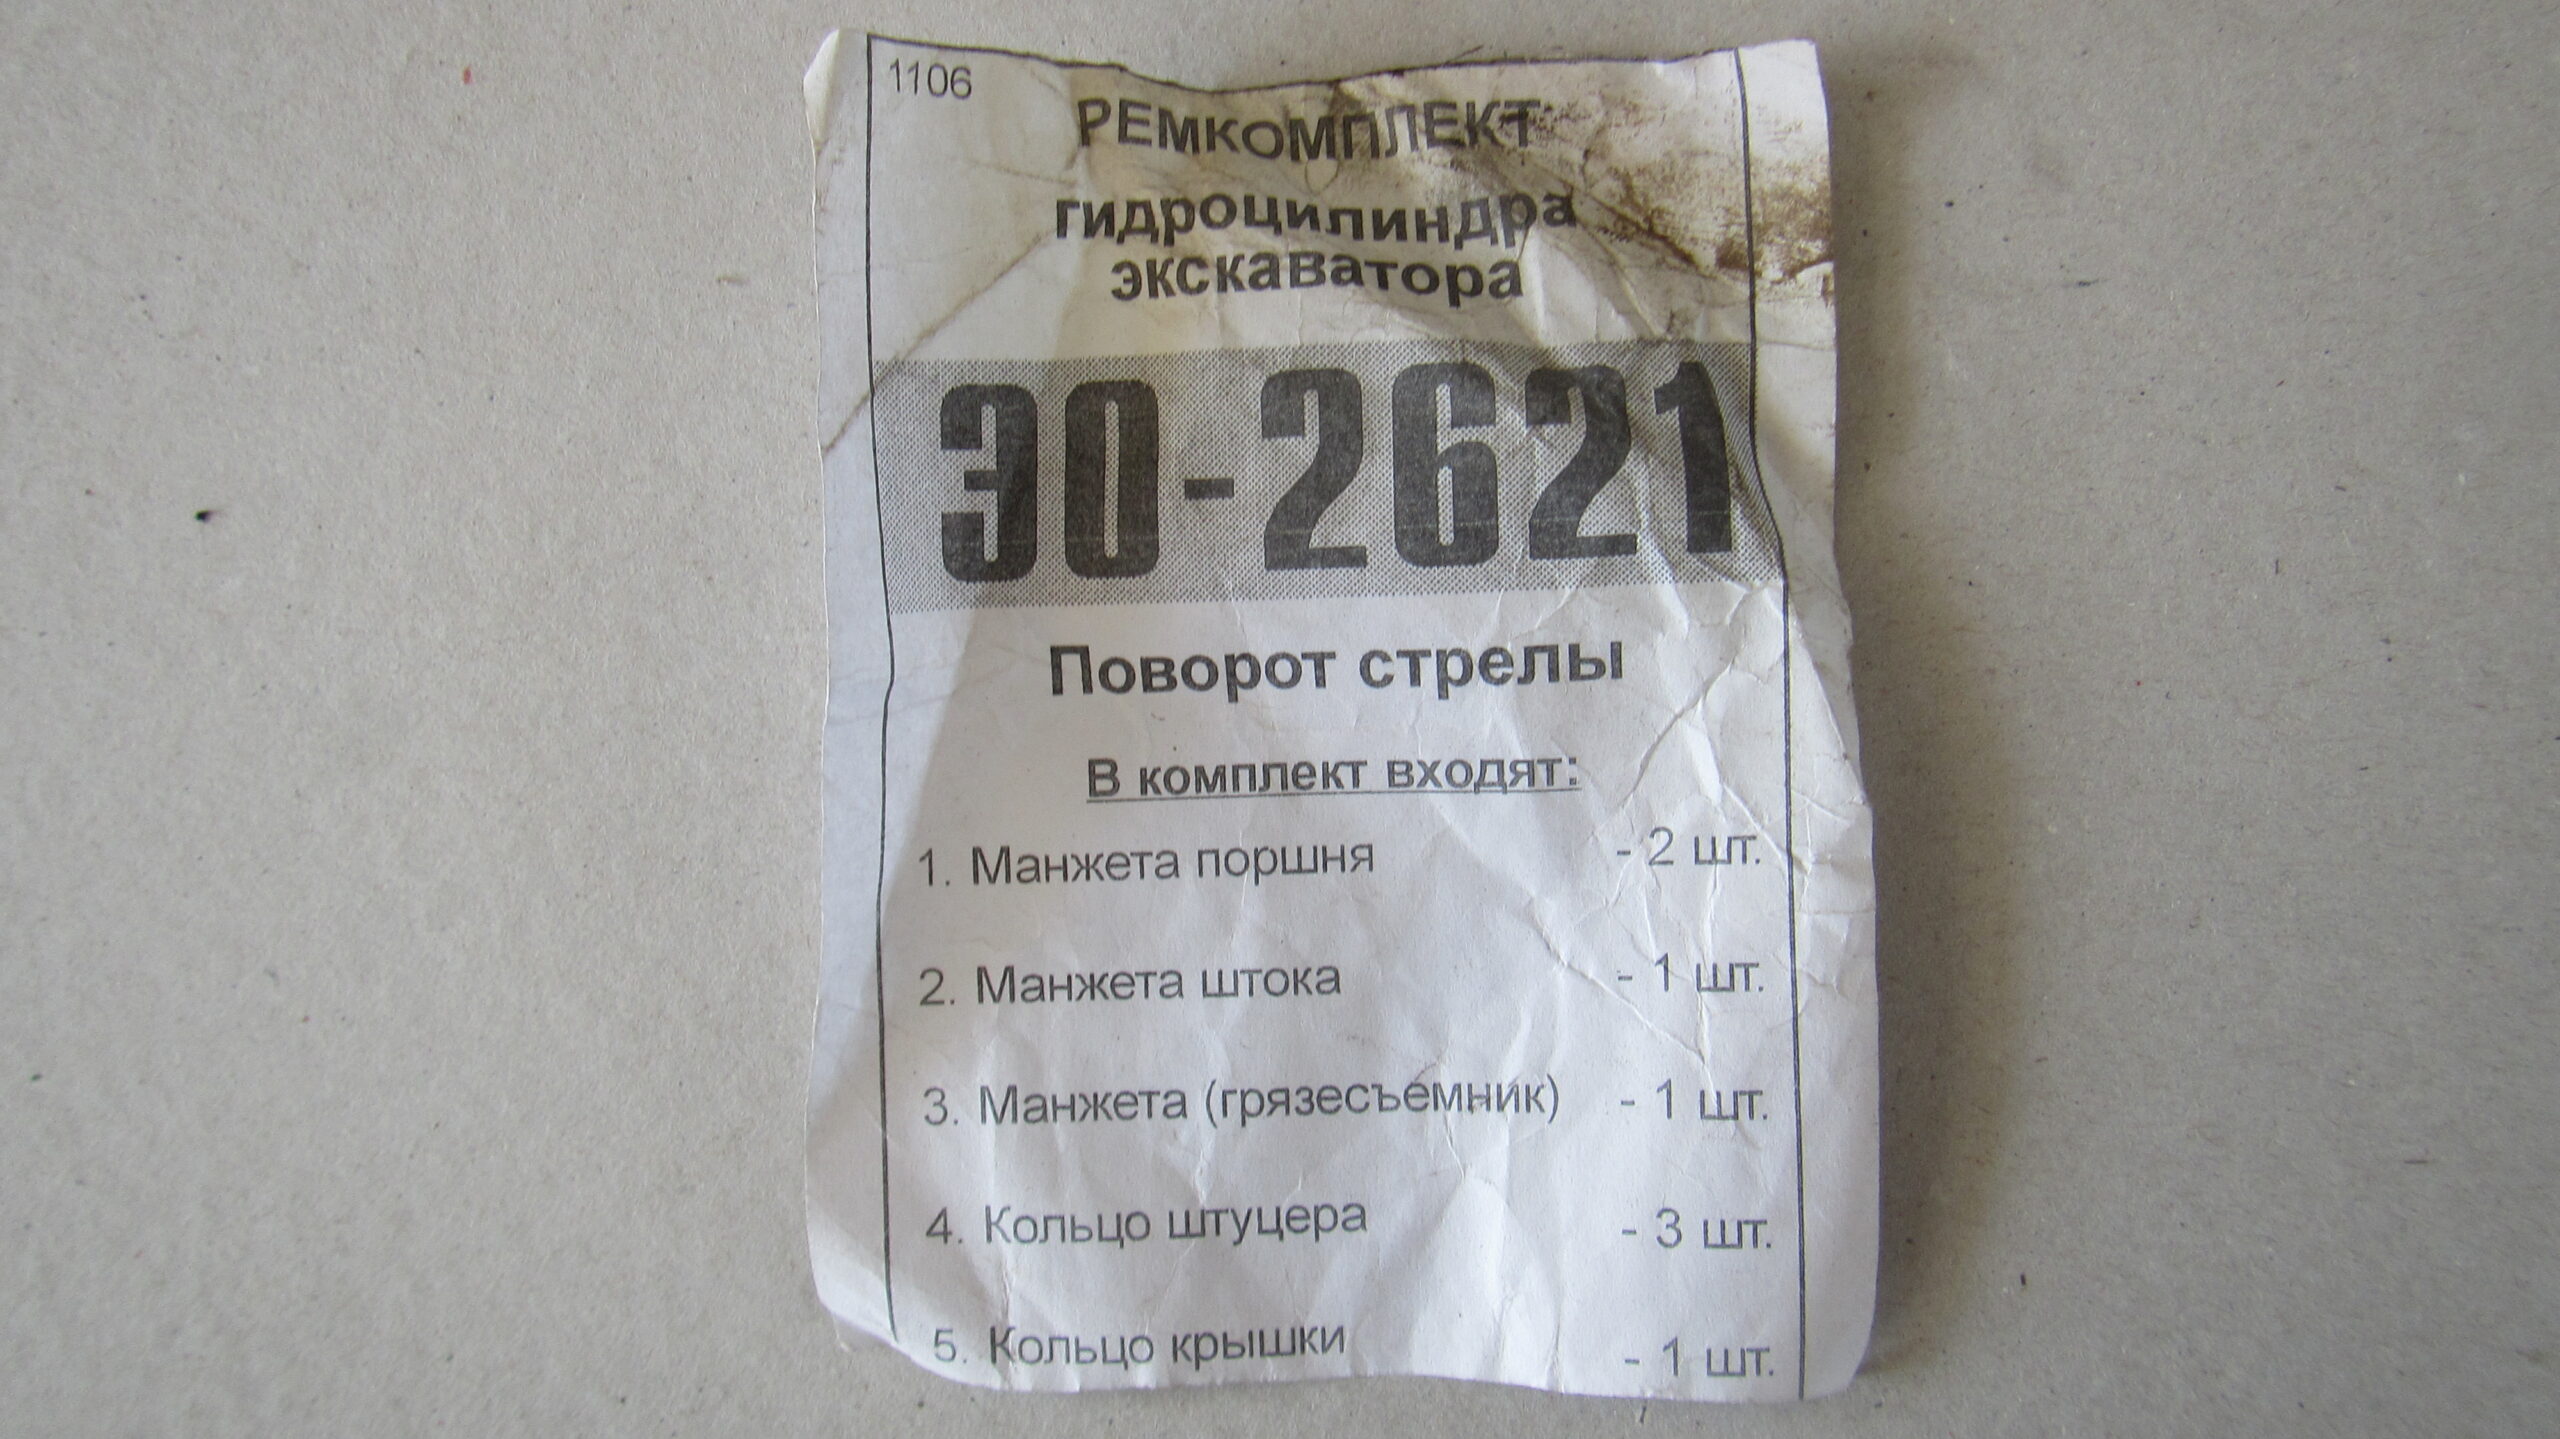 1106
РЕМКОМПЛЕКТ
гидроцилиндра
экскаватора
ЭО-2621
Поворот стрелы
В комплект входят:
1. Манжета поршня - 2 шт.
2. Манжета штока - 1 шт.
3. Манжета (грязесъемник) - 1 шт.
4. Кольцо штуцера - 3 шт.
5. Кольцо крышки - 1 шт.